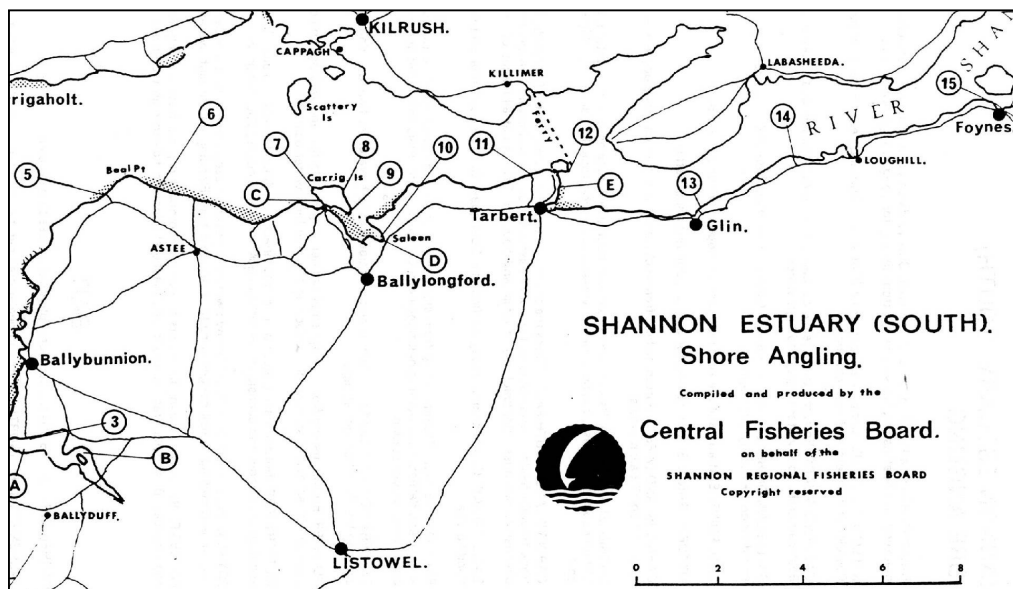 KILRUSH.
CAPPAGH
SHAN
LABASHEEDA.
KILLIMER
15
rigaholt.
Scattery
Is
RIVER
Foynes.
6
7
8
9
10
11
12
14
LOUGHILL.
Beal Pt
Carrig. Is
5
C
E
13
Tarbert.
Glin.
Saleen
ASTEE
D
Ballylongford.
SHANNON ESTUARY (SOUTH).
Shore Angling.
Ballybunnion.
Compiled and produced by the
Central Fisheries Board.
on behalf of the
SHANNON REGIONAL FISHERIES BOARD
Copyright reserved
3
B
A
BALLYDUFF.
LISTOWEL.
0 2 4 6 8